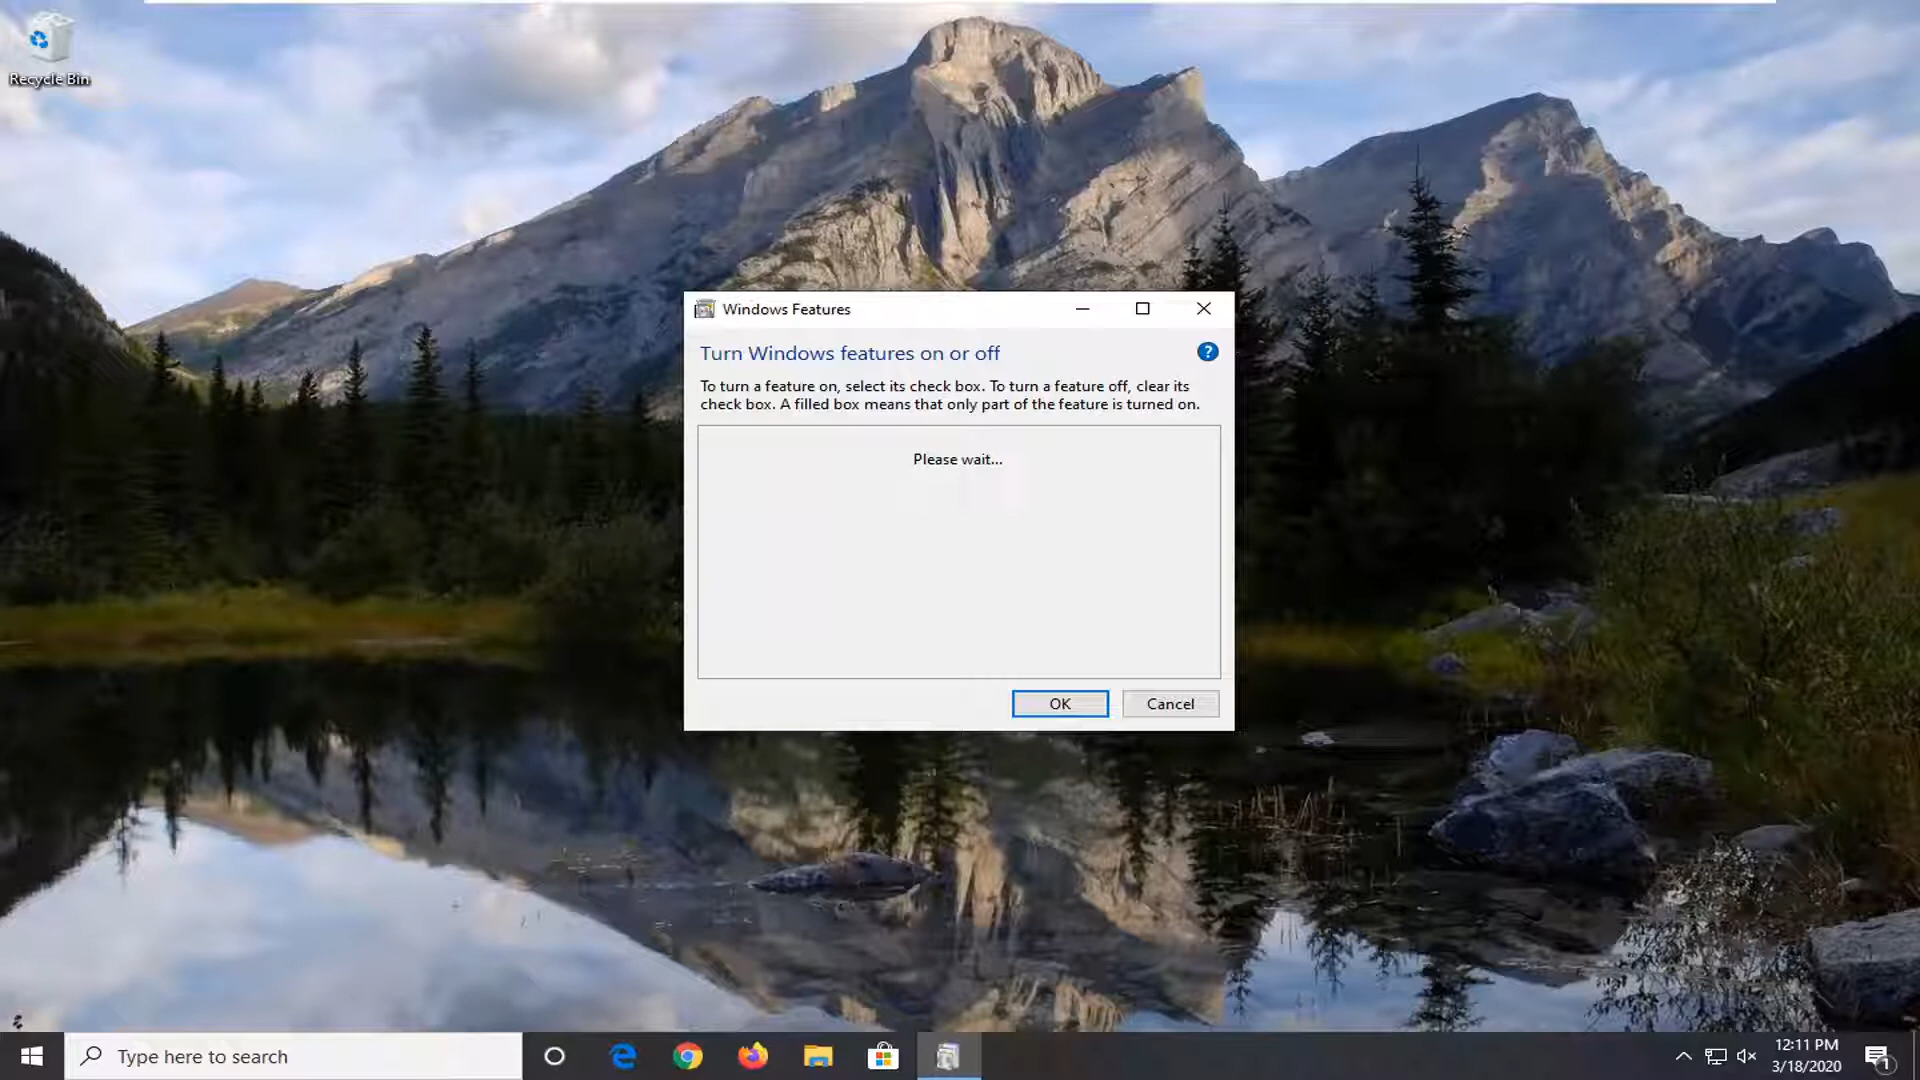 Recycle Bin
Windows Features
Turn Windows features on or off
?
To turn a feature on, select its check box. To turn a feature off, clear its
check box. A filled box means that only part of the feature is turned on.
Please wait...
OK
Cancel
Type here to search
12:11 PM
3/18/2020
1